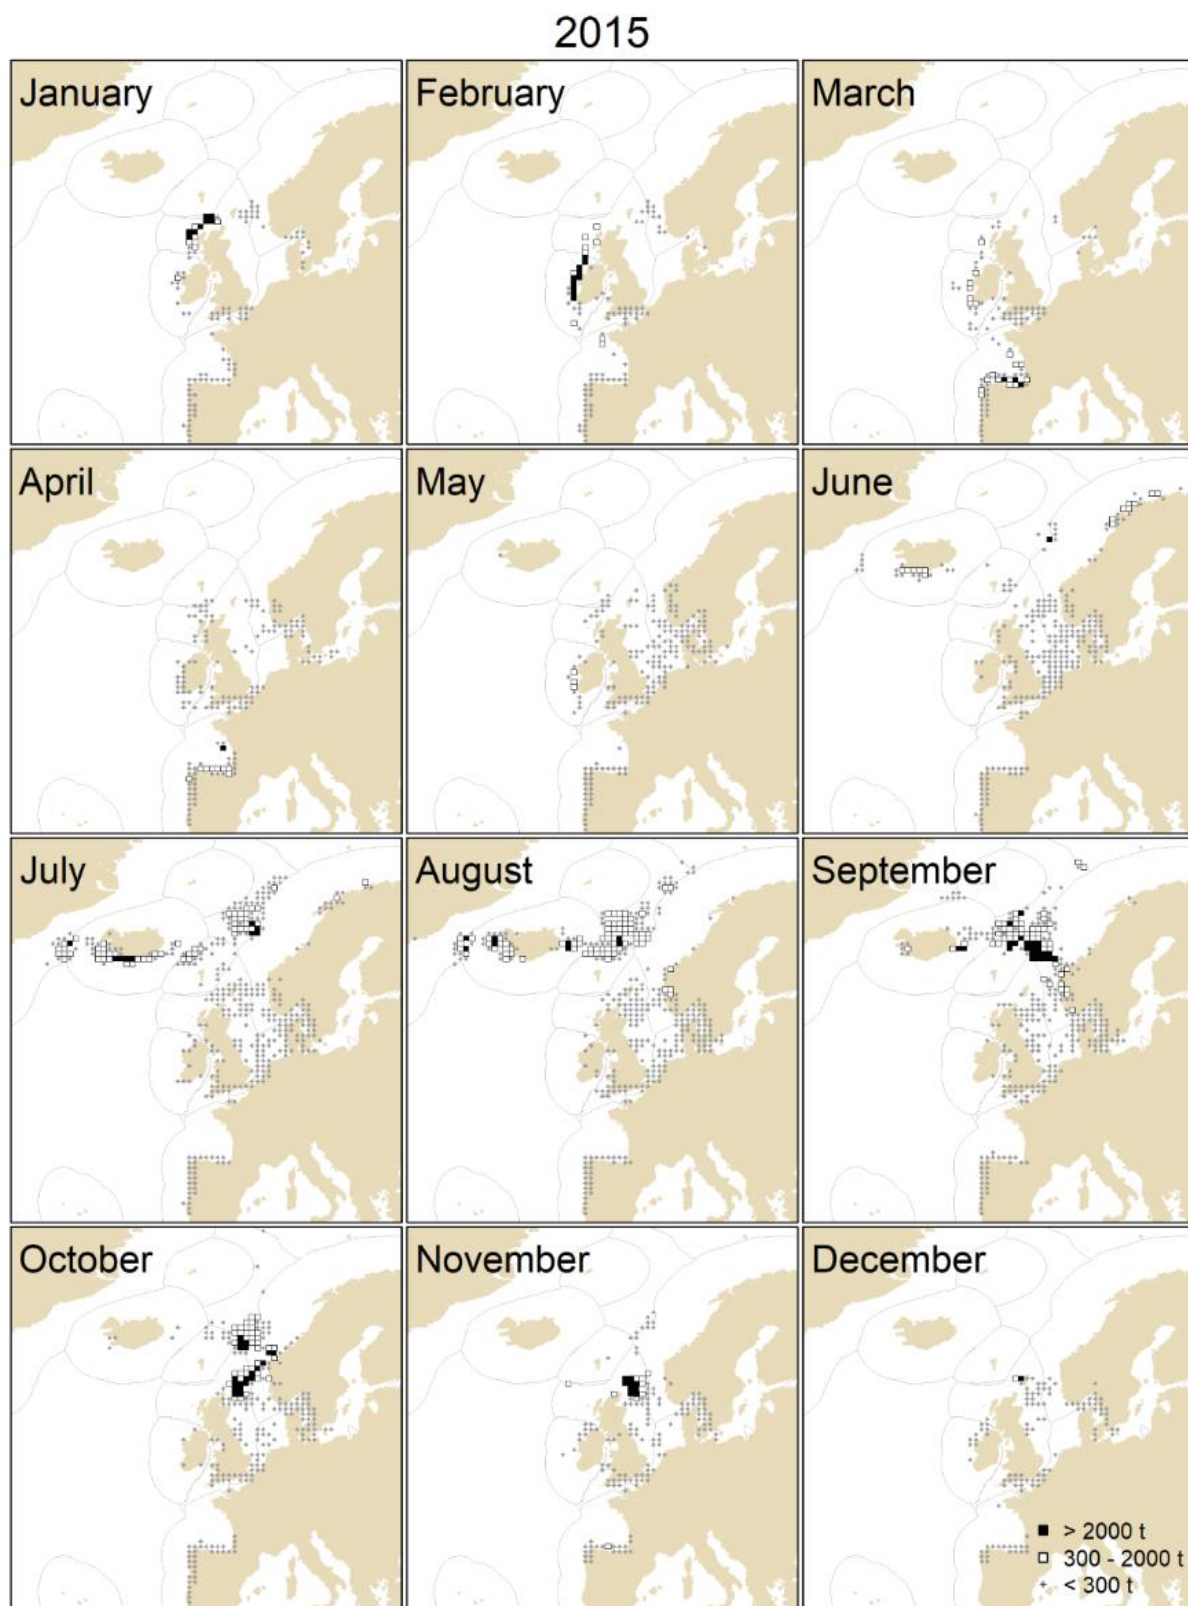 2015
January
February
March
April
May
June
July
August
September
October
November
December
> 2000 t
300 - 2000 t
< 300 t